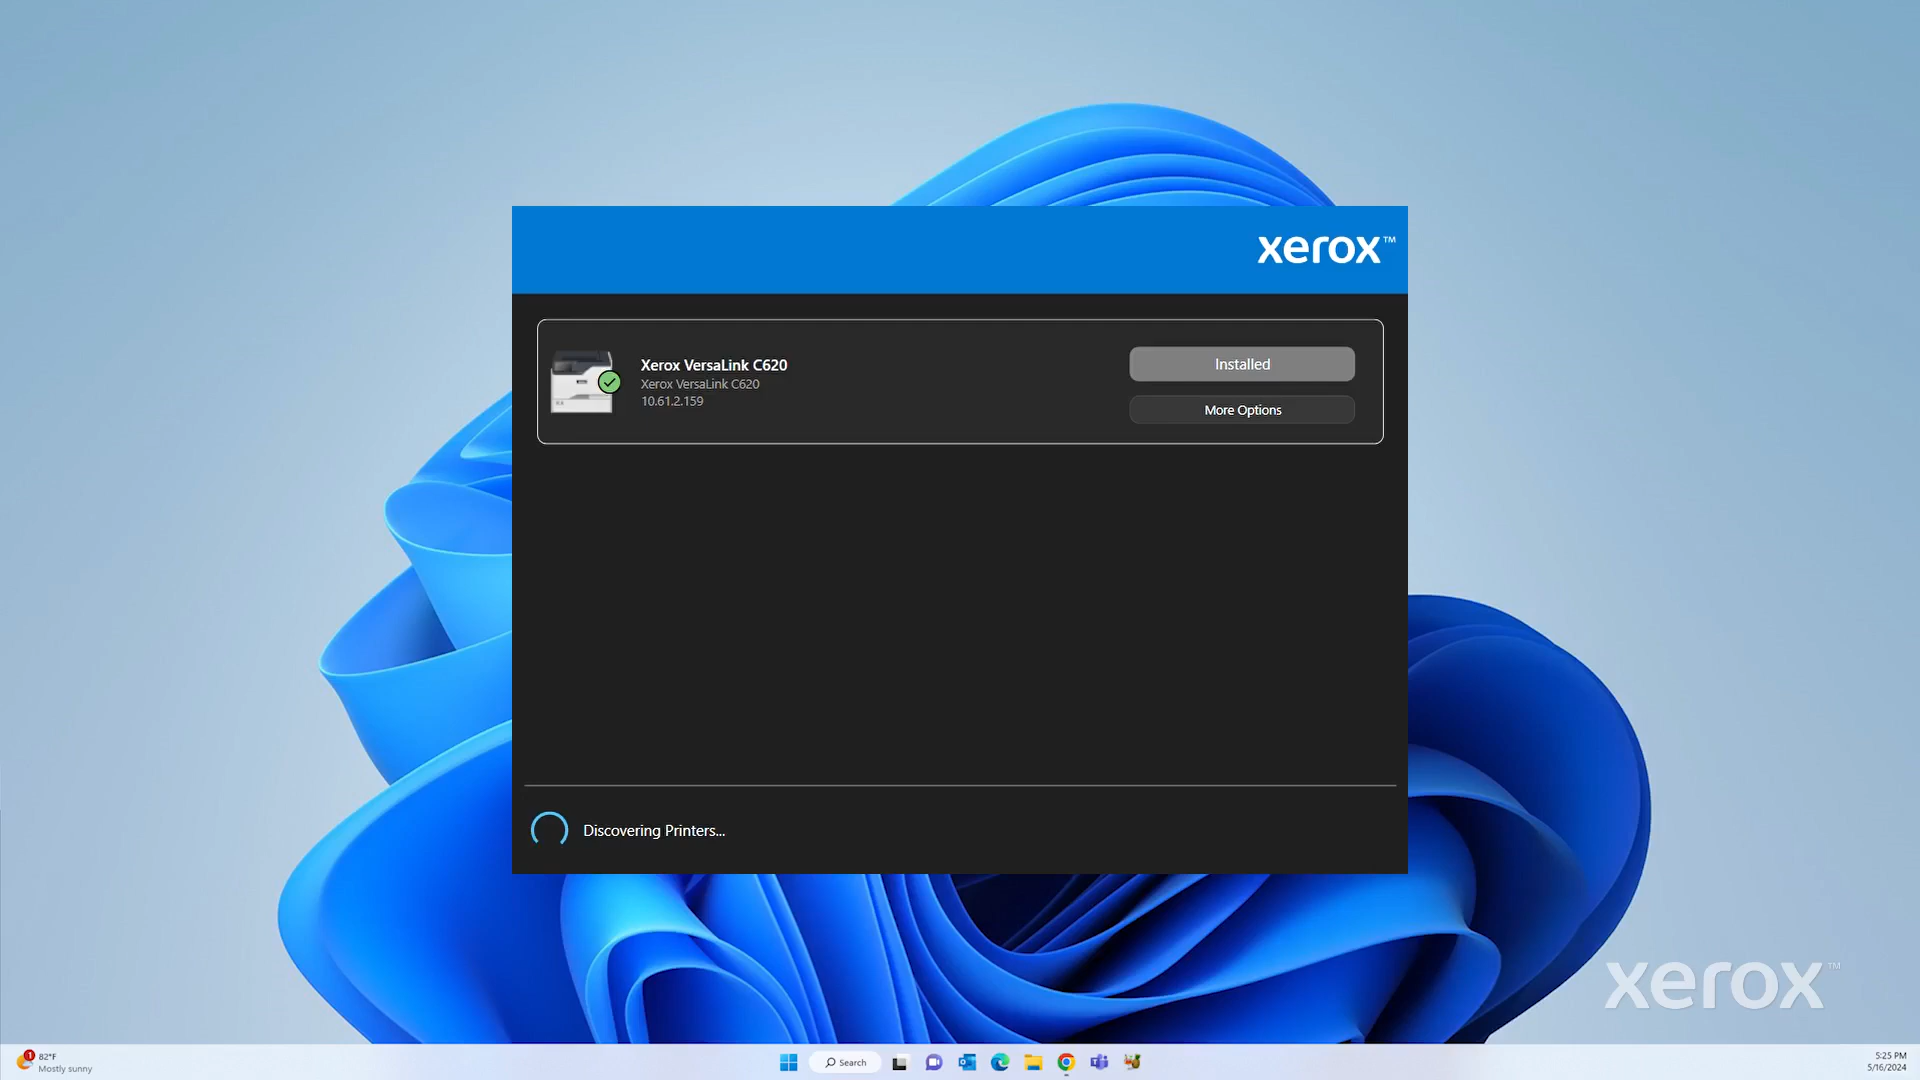 xerox™
Xerox VersaLink C620
Xerox VersaLink C620
10.61.2.159
Installed
More Options
Discovering Printers...
xerox™
1
82°F
Mostly sunny
Search
5:25 PM
5/16/2024